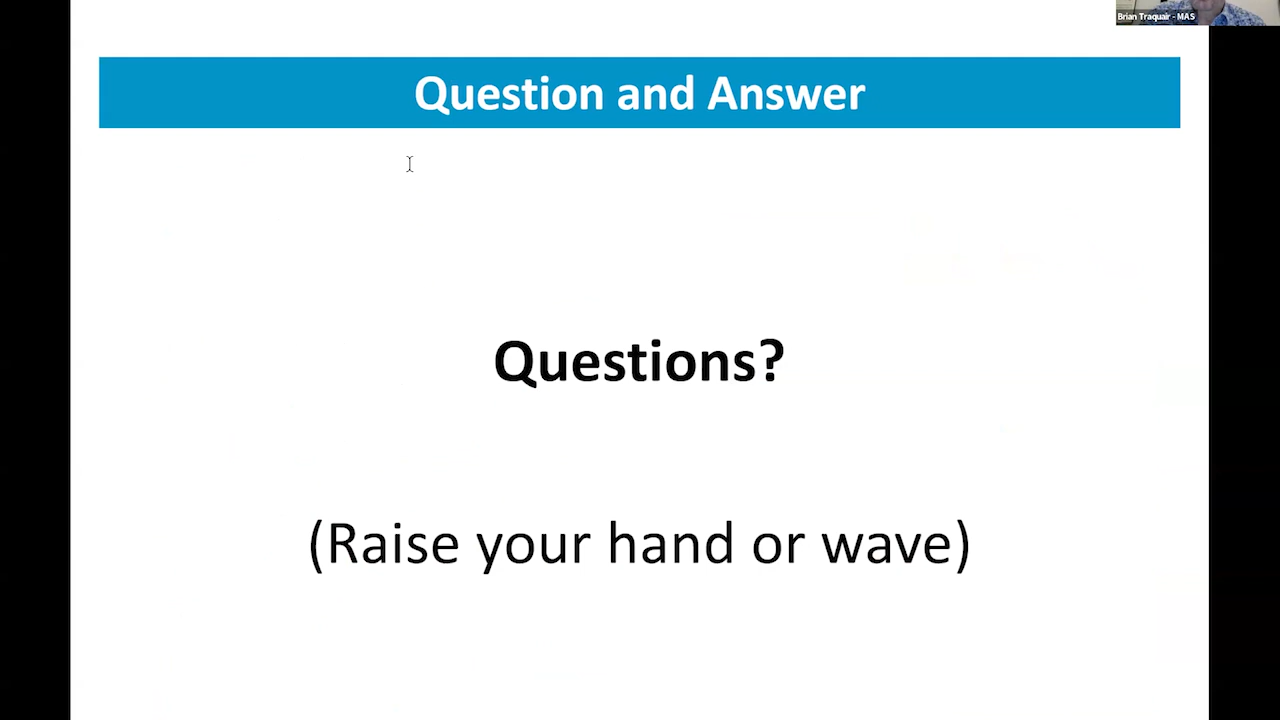 Brian Traquair - MAS
Question and Answer
Questions?
(Raise your hand or wave)